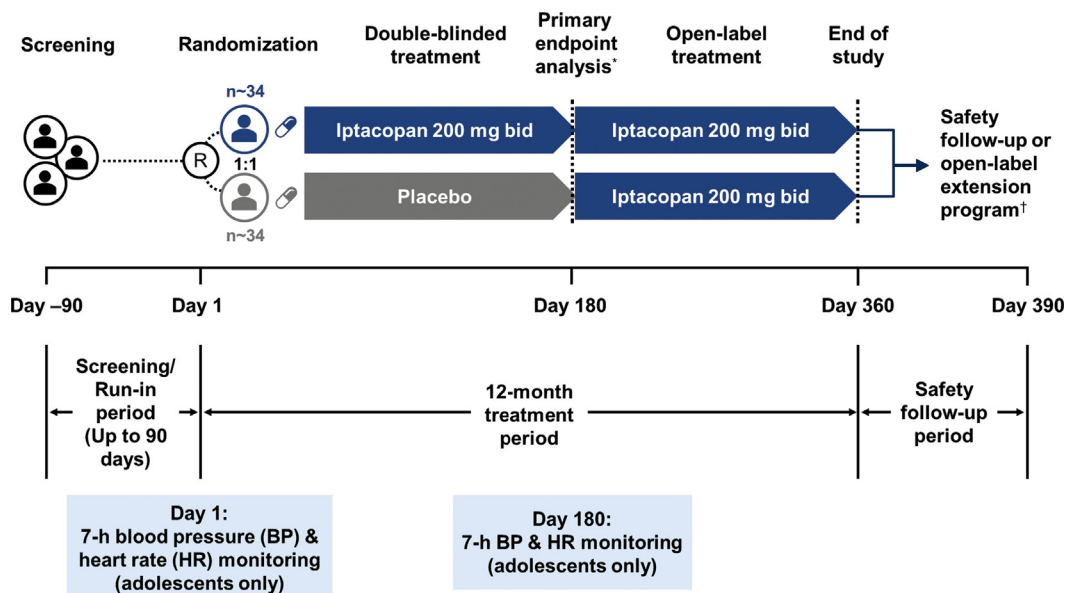 Screening
Randomization
Double-blinded
treatment
Primary
endpoint
analysis*
Open-label
treatment
End of
study
n~34
R
1:1
n~34
Iptacopan 200 mg bid
Iptacopan 200 mg bid
Placebo
Iptacopan 200 mg bid
Safety
follow-up or
open-label
extension
program†
Day –90
Day 1
Day 180
Day 360
Day 390
Screening/
Run-in
period
(Up to 90
days)
12-month
treatment
period
Safety
follow-up
period
Day 1:
7-h blood pressure (BP) &
heart rate (HR) monitoring
(adolescents only)
Day 180:
7-h BP & HR monitoring
(adolescents only)